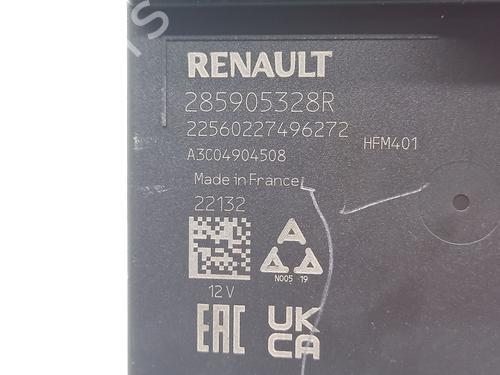 RENAULT
285905328R
22560227496272
HFM401
A3C04904508
Made in France
22132
A
N005 19
12 V
EAC
UK
CA